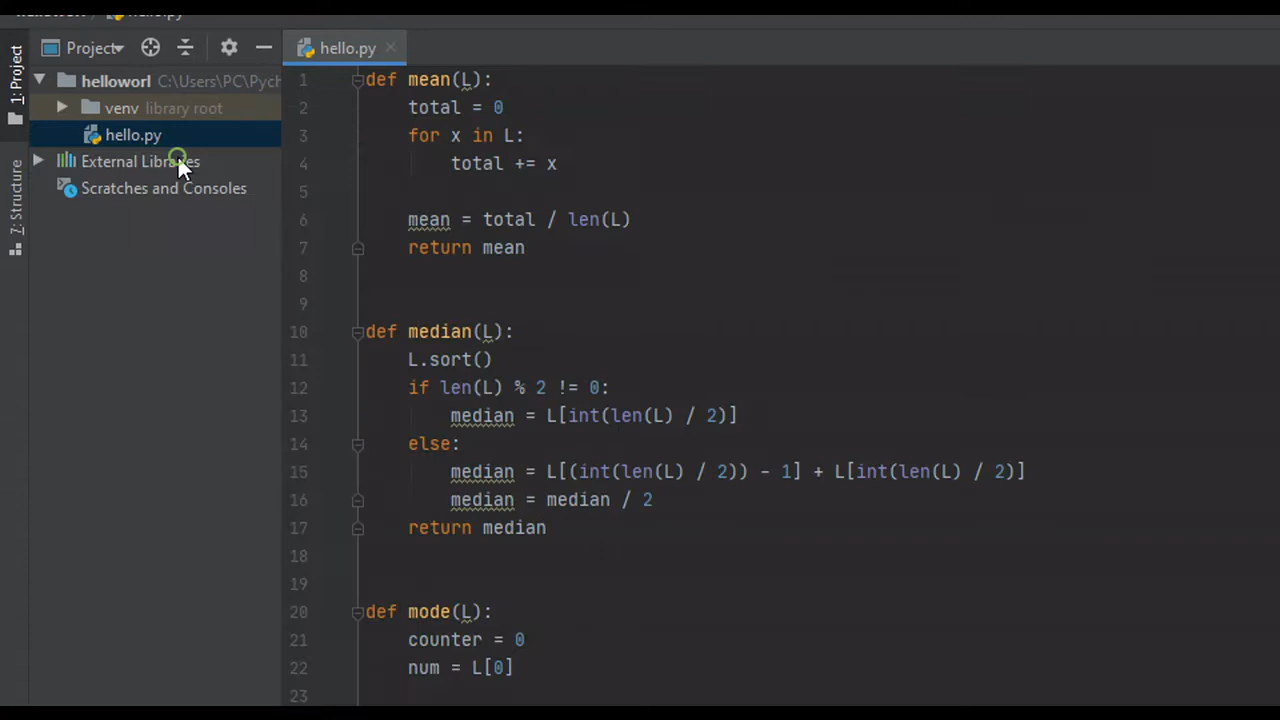 Project
hello.py
1: Project
helloworl C:\Users\PC\Pych
venv library root
hello.py
External Libraries
Scratches and Consoles
7: Structure
1 def mean(L):
2 total = 0
3 for x in L:
4 total += x
5
6 mean = total / len(L)
7 return mean
8
9
10 def median(L):
11 L.sort()
12 if len(L) % 2 != 0:
13 median = L[int(len(L) / 2)]
14 else:
15 median = L[(int(len(L) / 2)) - 1] + L[int(len(L) / 2)]
16 median = median / 2
17 return median
18
19
20 def mode(L):
21 counter = 0
22 num = L[0]
23